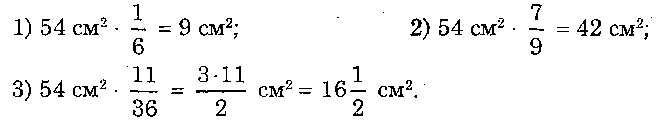 1) 54 см² · 1/6 = 9 см²; 2) 54 см² · 7/9 = 42 см²;
3) 54 см² · 11/36 = 3·11/2 см² = 16 1/2 см².